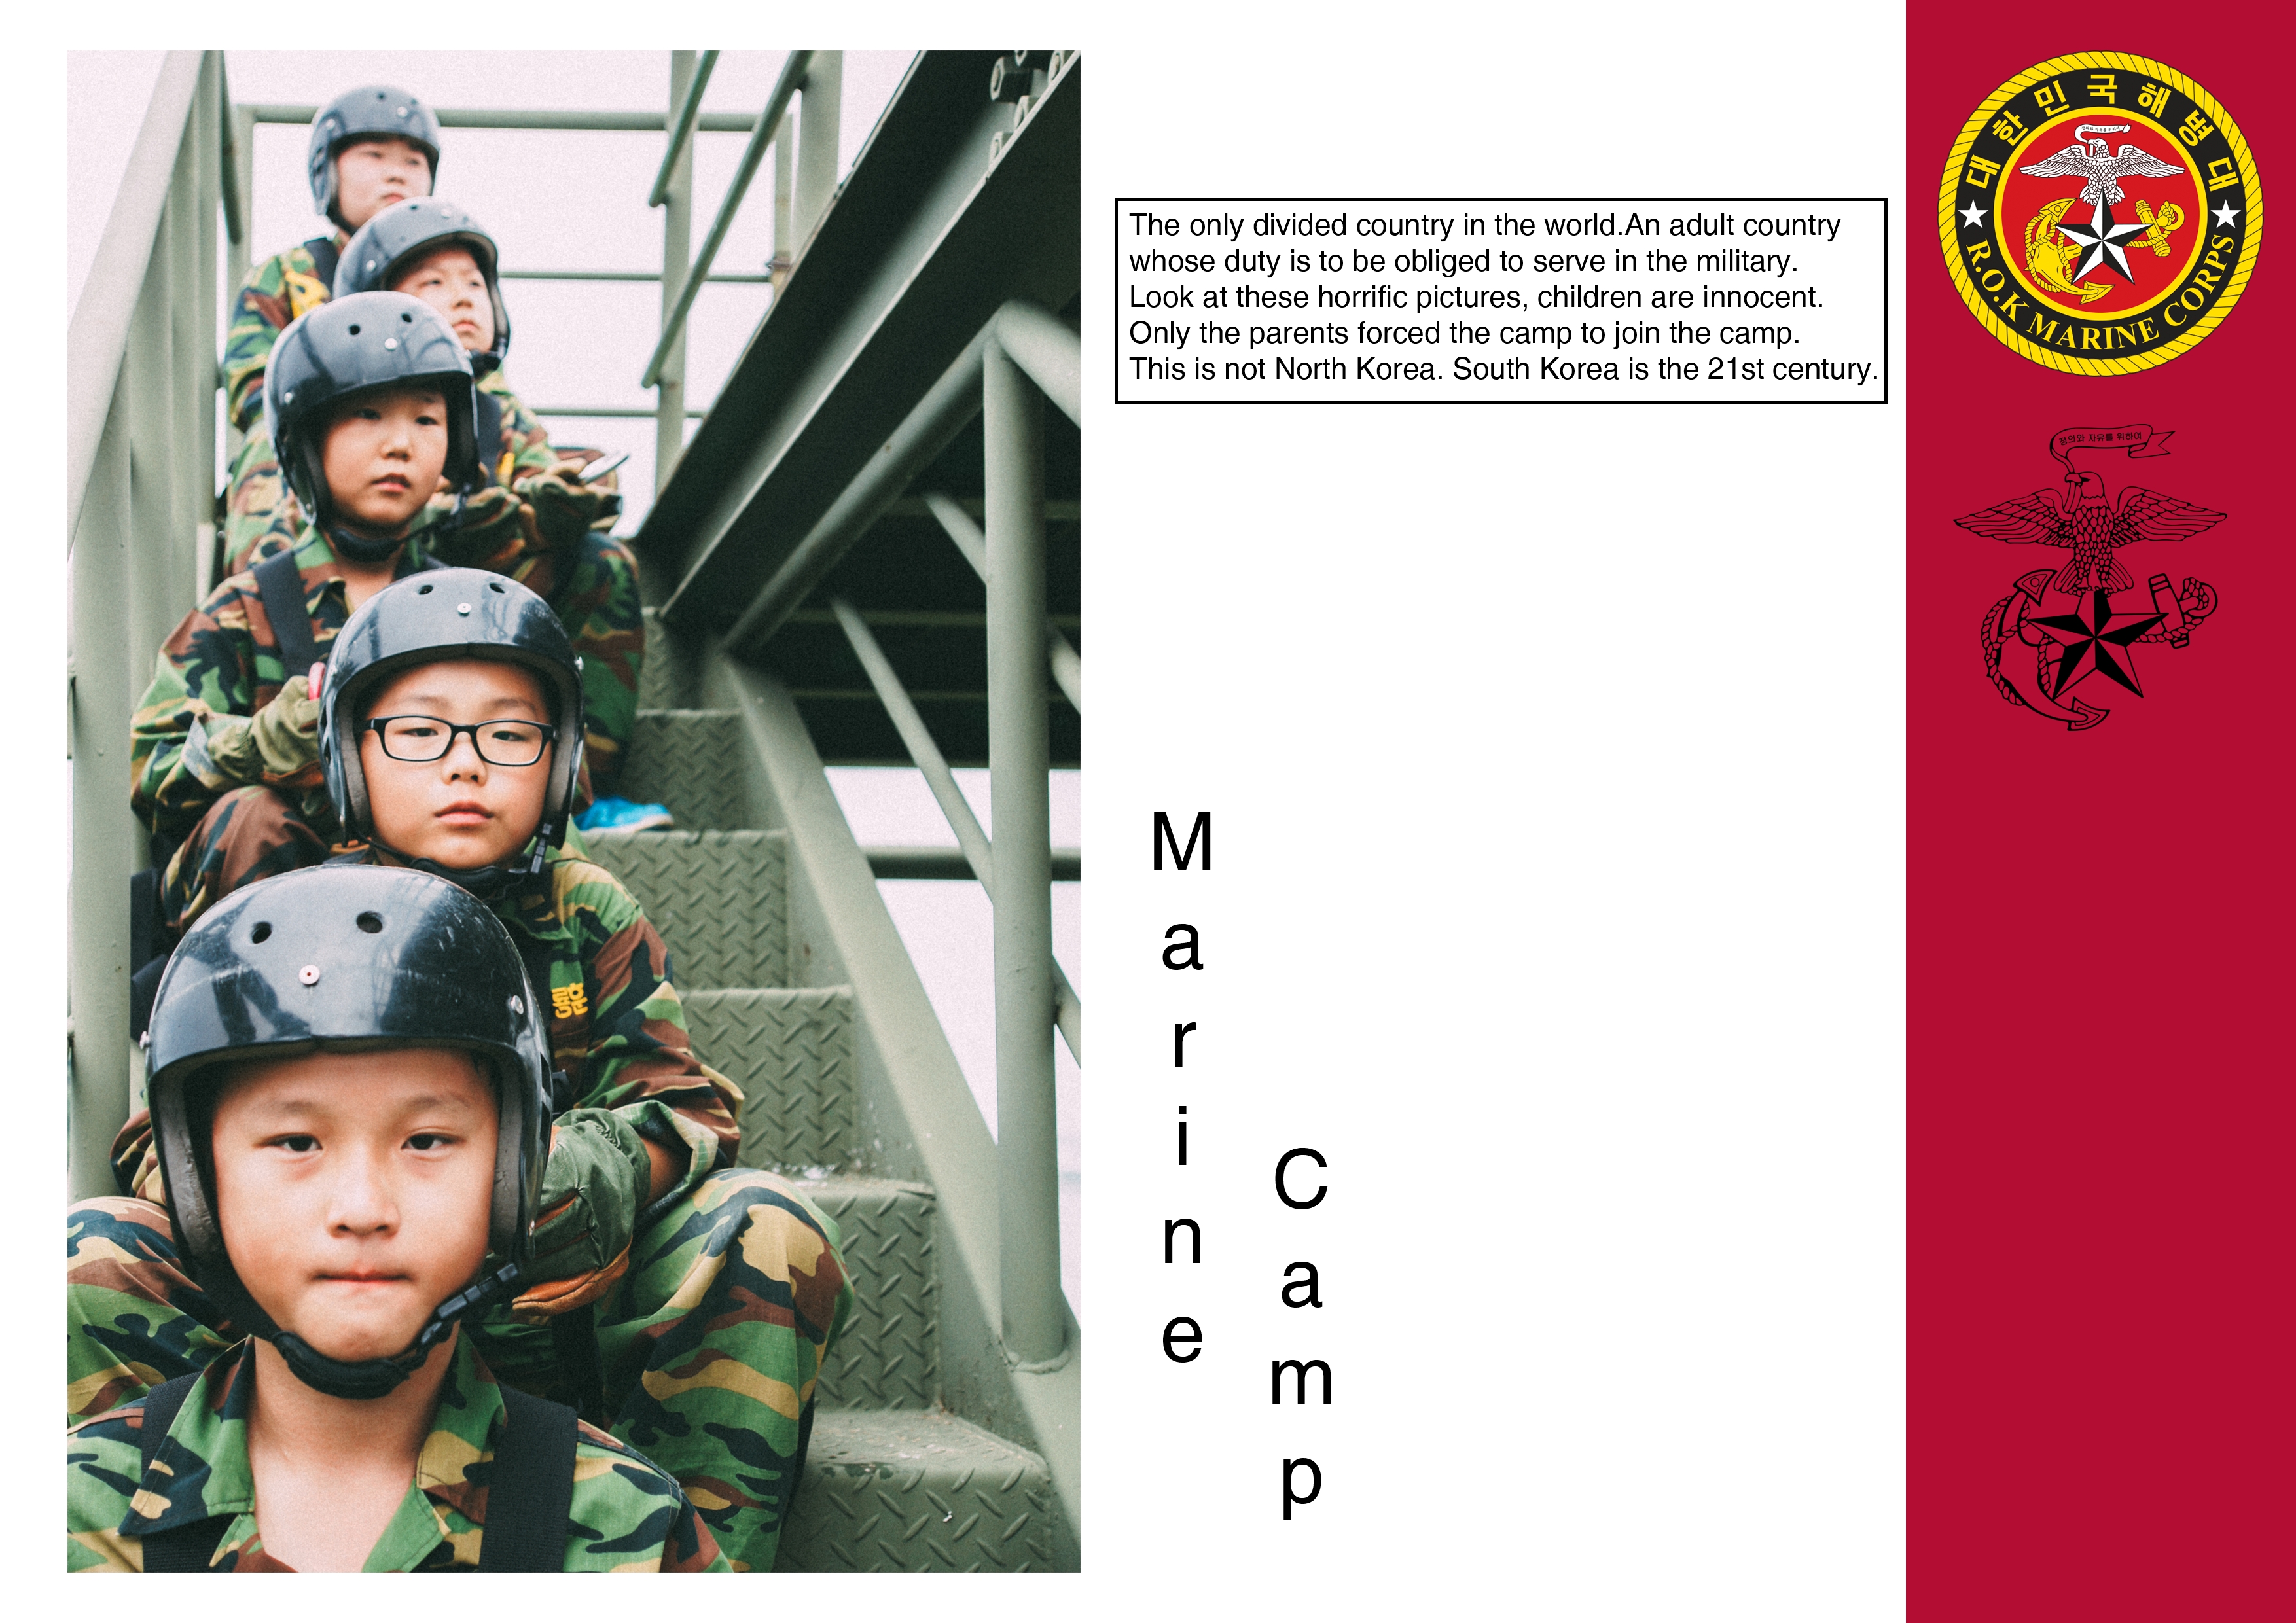 The only divided country in the world.An adult country
whose duty is to be obliged to serve in the military.
Look at these horrific pictures, children are innocent.
Only the parents forced the camp to join the camp.
This is not North Korea. South Korea is the 21st century.
Marine
Camp
대한민국해병대
R.O.K MARINE CORPS
정의와 자유를 위하여